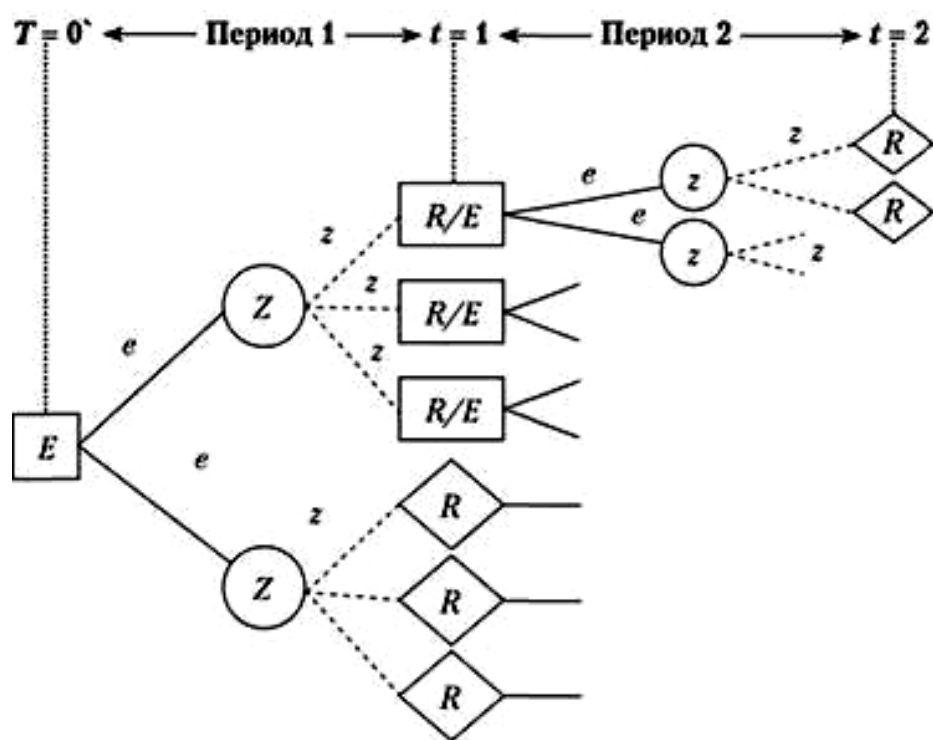 T = 0` Период 1 t = 1 Период 2 t = 2
z R
e z
z R/E e R
z z z
Z z R/E
e z
R/E
E
e
z R
Z R
R